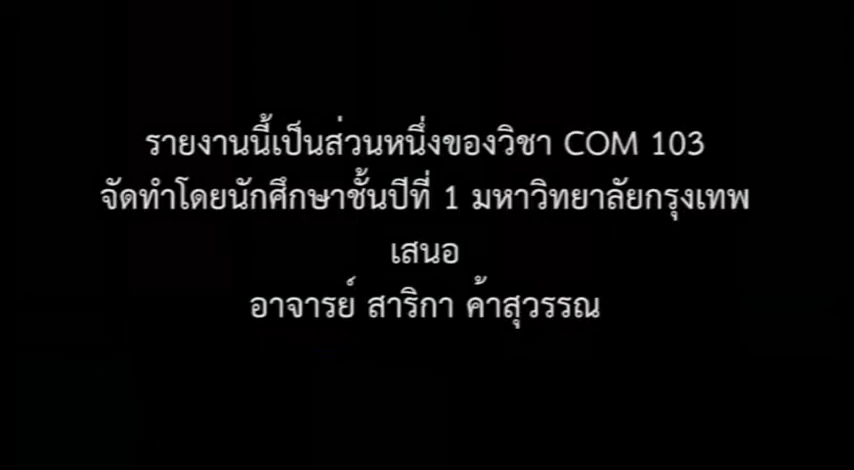 รายงานนี้เป็นส่วนหนึ่งของวิชา COM 103
จัดทำโดยนักศึกษาชั้นปีที่ 1 มหาวิทยาลัยกรุงเทพ
เสนอ
อาจารย์ สาริกา ค้าสุวรรณ